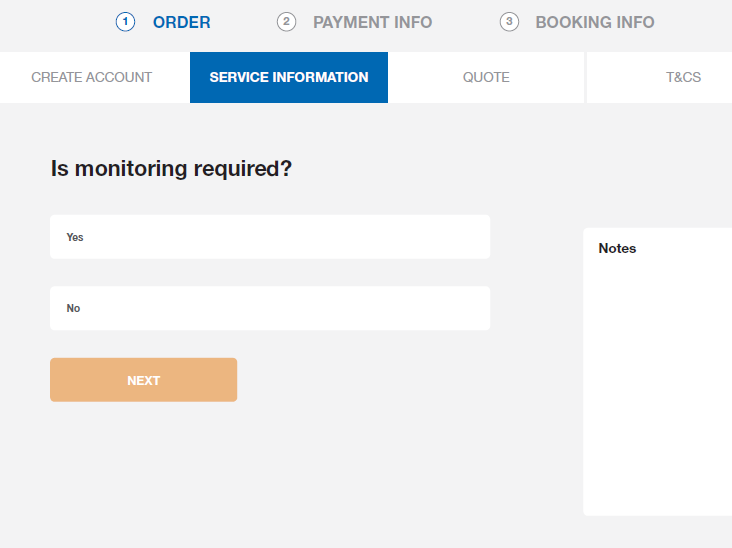 1 ORDER 2 PAYMENT INFO 3 BOOKING INFO
CREATE ACCOUNT SERVICE INFORMATION QUOTE T&CS
Is monitoring required?
Yes
Notes
No
NEXT